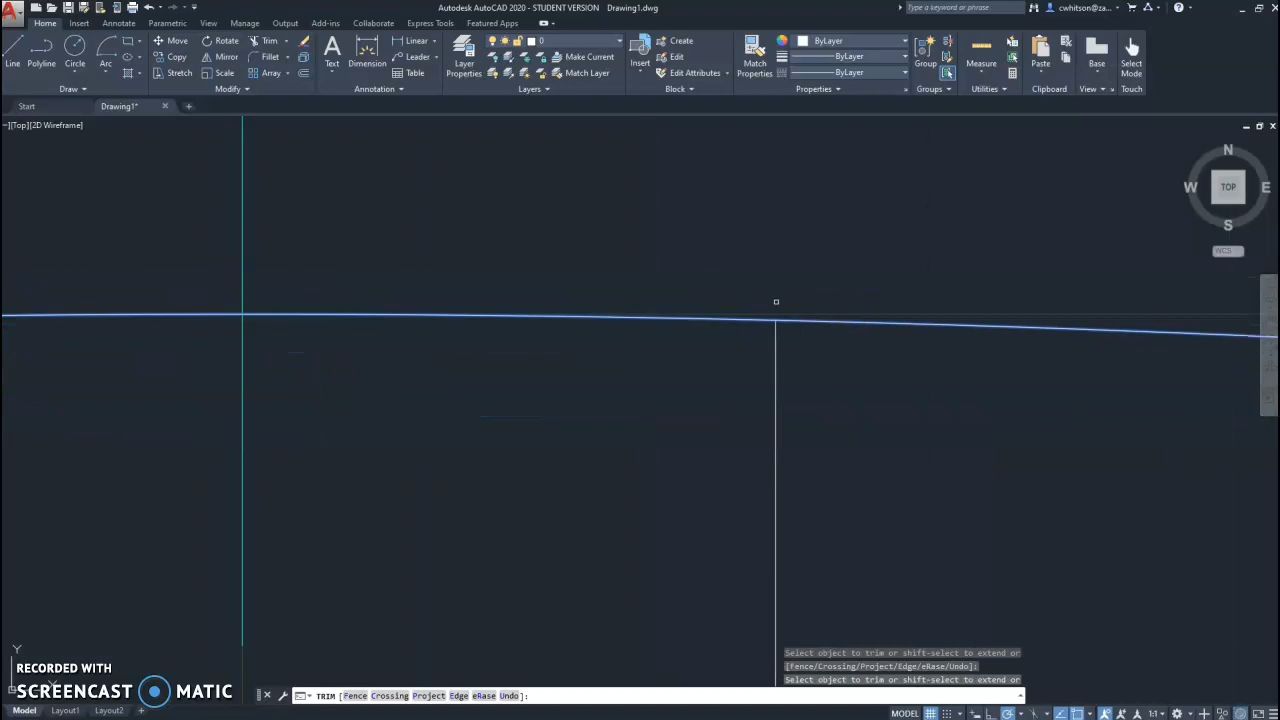 Autodesk AutoCAD 2020 - STUDENT VERSION Drawing1.dwg
Type a keyword or phrase
cwhitson@za...
Home Insert Annotate Parametric View Manage Output Add-ins Collaborate Express Tools Featured Apps
Line Polyline Circle Arc
Move Rotate Trim
Copy Mirror Fillet
Stretch Scale Array
Text Dimension
Linear
Leader
Table
Layer Properties
0
Make Current
Match Layer
Insert
Create
Edit
Edit Attributes
Match Properties
ByLayer
ByLayer
ByLayer
Group
Measure
Paste
Base
Select Mode
Draw Modify Annotation Layers Block Properties Groups Utilities Clipboard View Touch
Start Drawing1*
−][Top][2D Wireframe]
N
W TOP E
S
WCS
Y
X
Select object to trim or shift-select to extend or
[Fence/Crossing/Project/Edge/eRase/Undo]:
Select object to trim or shift-select to extend or
TRIM [Fence Crossing Project Edge eRase Undo]:
RECORDED WITH
SCREENCAST MATIC
Model Layout1 Layout2
MODEL 1:1